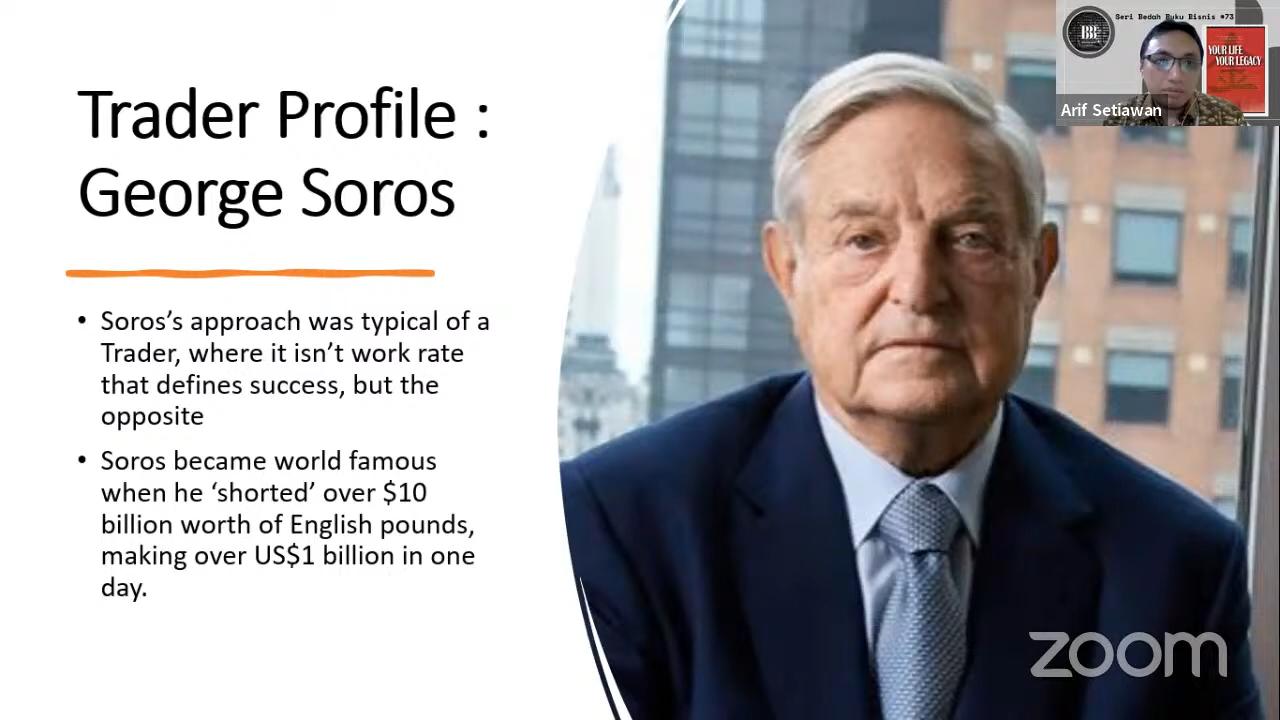 Trader Profile :
George Soros
• Soros’s approach was typical of a
Trader, where it isn’t work rate
that defines success, but the
opposite
• Soros became world famous
when he ‘shorted’ over $10
billion worth of English pounds,
making over US$1 billion in one
day.
Seri Bedah Buku Bisnis #73
BBB
YOUR LIFE
YOUR LEGACY
Arif Setiawan
zoom